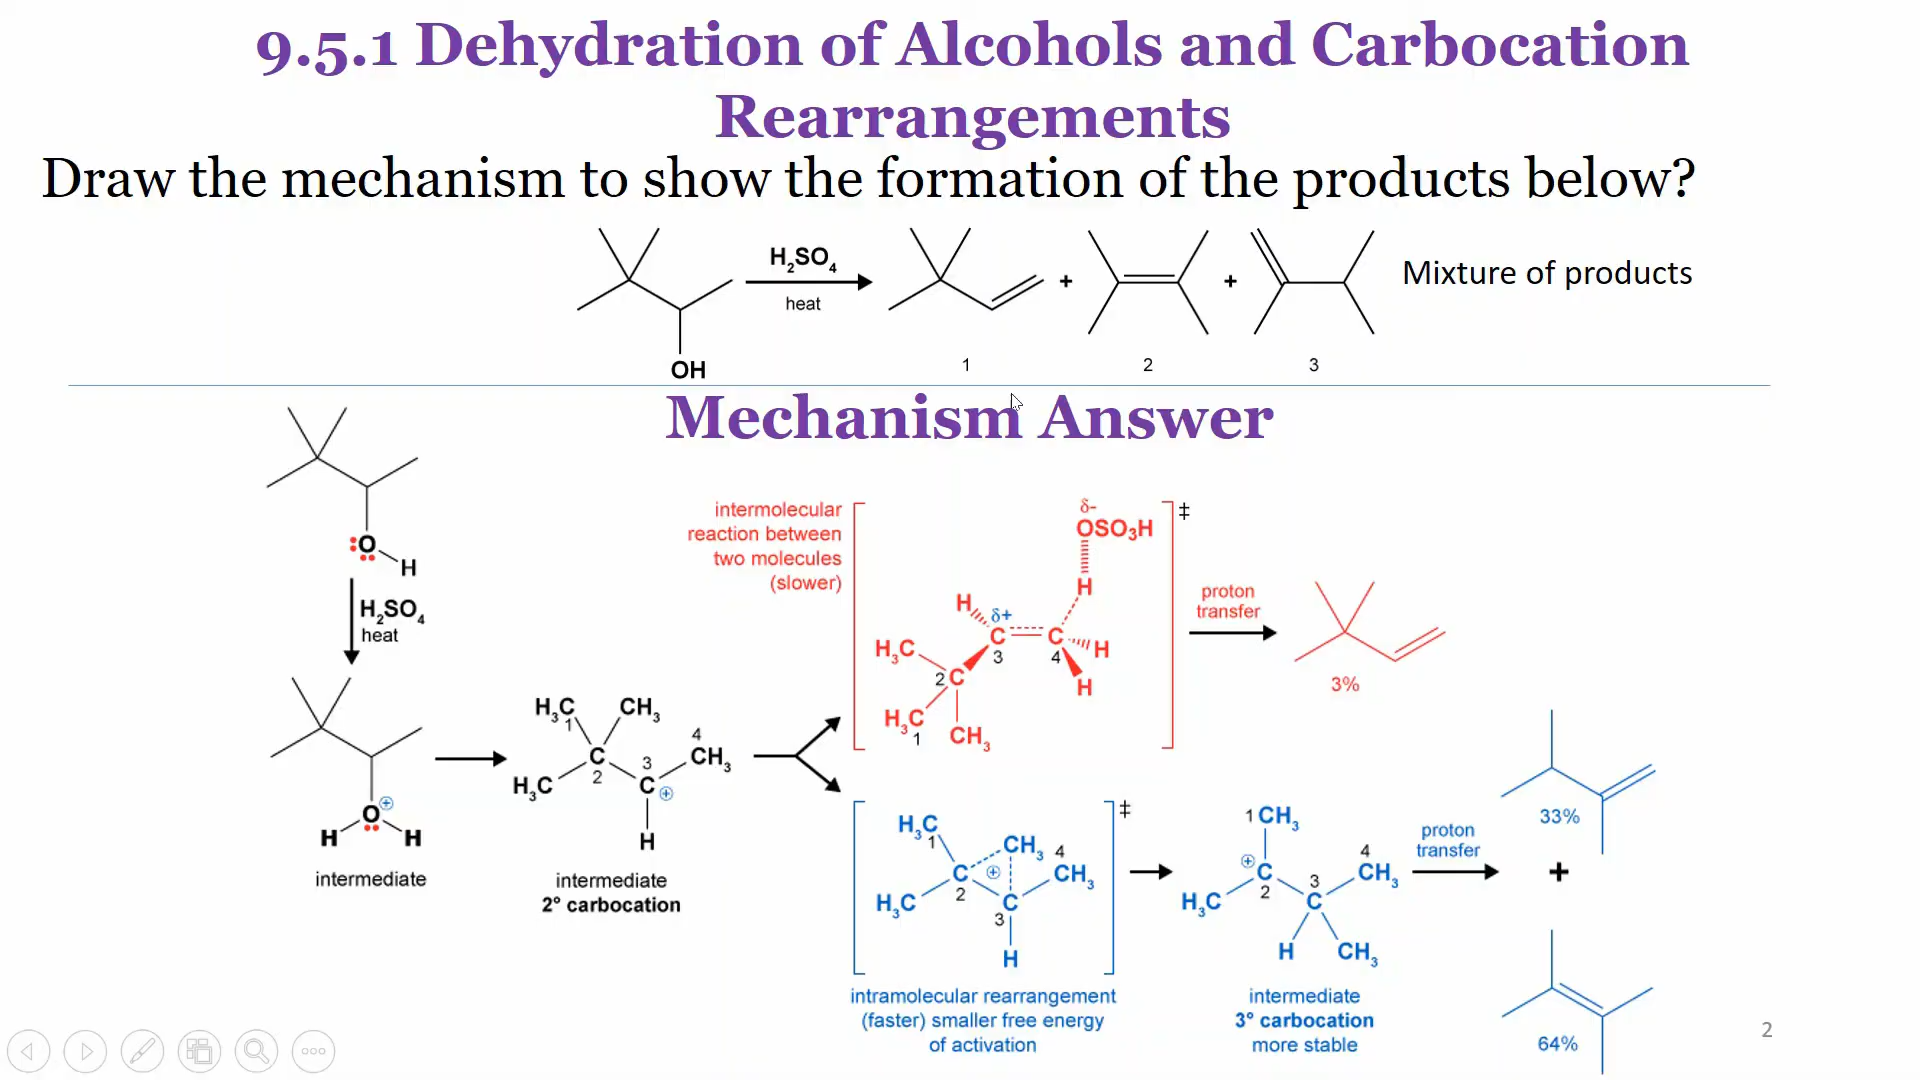 9.5.1 Dehydration of Alcohols and Carbocation
Rearrangements
Draw the mechanism to show the formation of the products below?
H₂SO₄
heat
OH
+
+
Mixture of products
1
2
3
Mechanism Answer
O
H
H₂SO₄
heat
H
O
⊕
H
intermediate
H₃C
1
CH₃
C
2
H₃C
3
C
⊕
4
CH₃
H
intermediate
2° carbocation
intermolecular
reaction between
two molecules
(slower)
δ-
OSO₃H
H
H
δ+
C
3
C
4
H
H
H₃C
2
C
H₃C
1
CH₃
‡
proton
transfer
3%
H₃C
1
CH₃
4
CH₃
C
2
⊕
H₃C
C
3
H
‡
intramolecular rearrangement
(faster) smaller free energy
of activation
1
CH₃
⊕
C
2
H₃C
3
C
4
CH₃
H
CH₃
intermediate
3° carbocation
more stable
proton
transfer
33%
+
64%
2